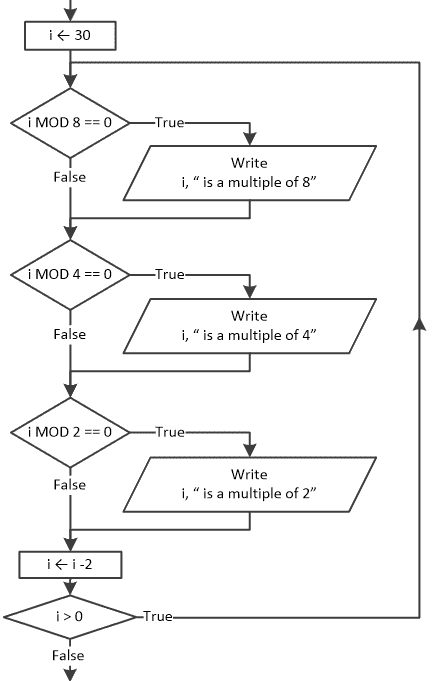 i ← 30
i MOD 8 == 0
True
Write
i, “ is a multiple of 8”
False
i MOD 4 == 0
True
Write
i, “ is a multiple of 4”
False
i MOD 2 == 0
True
Write
i, “ is a multiple of 2”
False
i ← i -2
i > 0
True
False